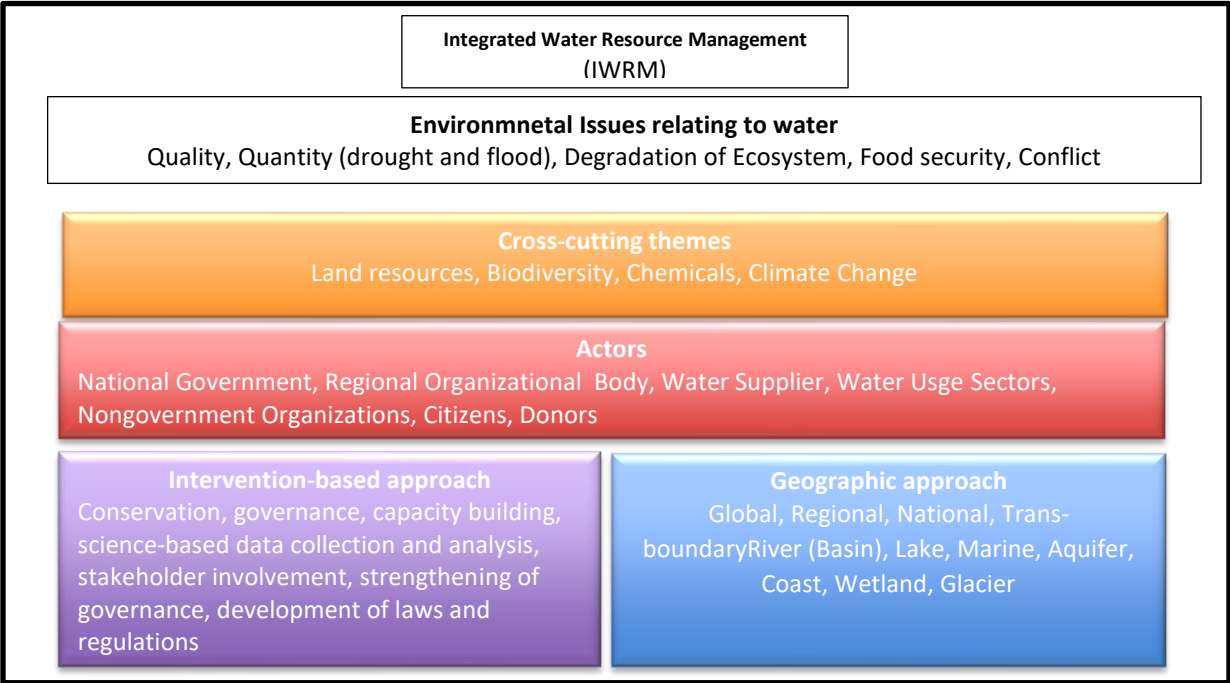 Integrated Water Resource Management
(IWRM)
Environmnetal Issues relating to water
Quality, Quantity (drought and flood), Degradation of Ecosystem, Food security, Conflict
Cross-cutting themes
Land resources, Biodiversity, Chemicals, Climate Change
Actors
National Government, Regional Organizational  Body, Water Supplier, Water Usge Sectors,
Nongovernment Organizations, Citizens, Donors
Intervention-based approach
Conservation, governance, capacity building,
science-based data collection and analysis,
stakeholder involvement, strengthening of
governance, development of laws and
regulations
Geographic approach
Global, Regional, National, Trans-
boundaryRiver (Basin), Lake, Marine, Aquifer,
Coast, Wetland, Glacier